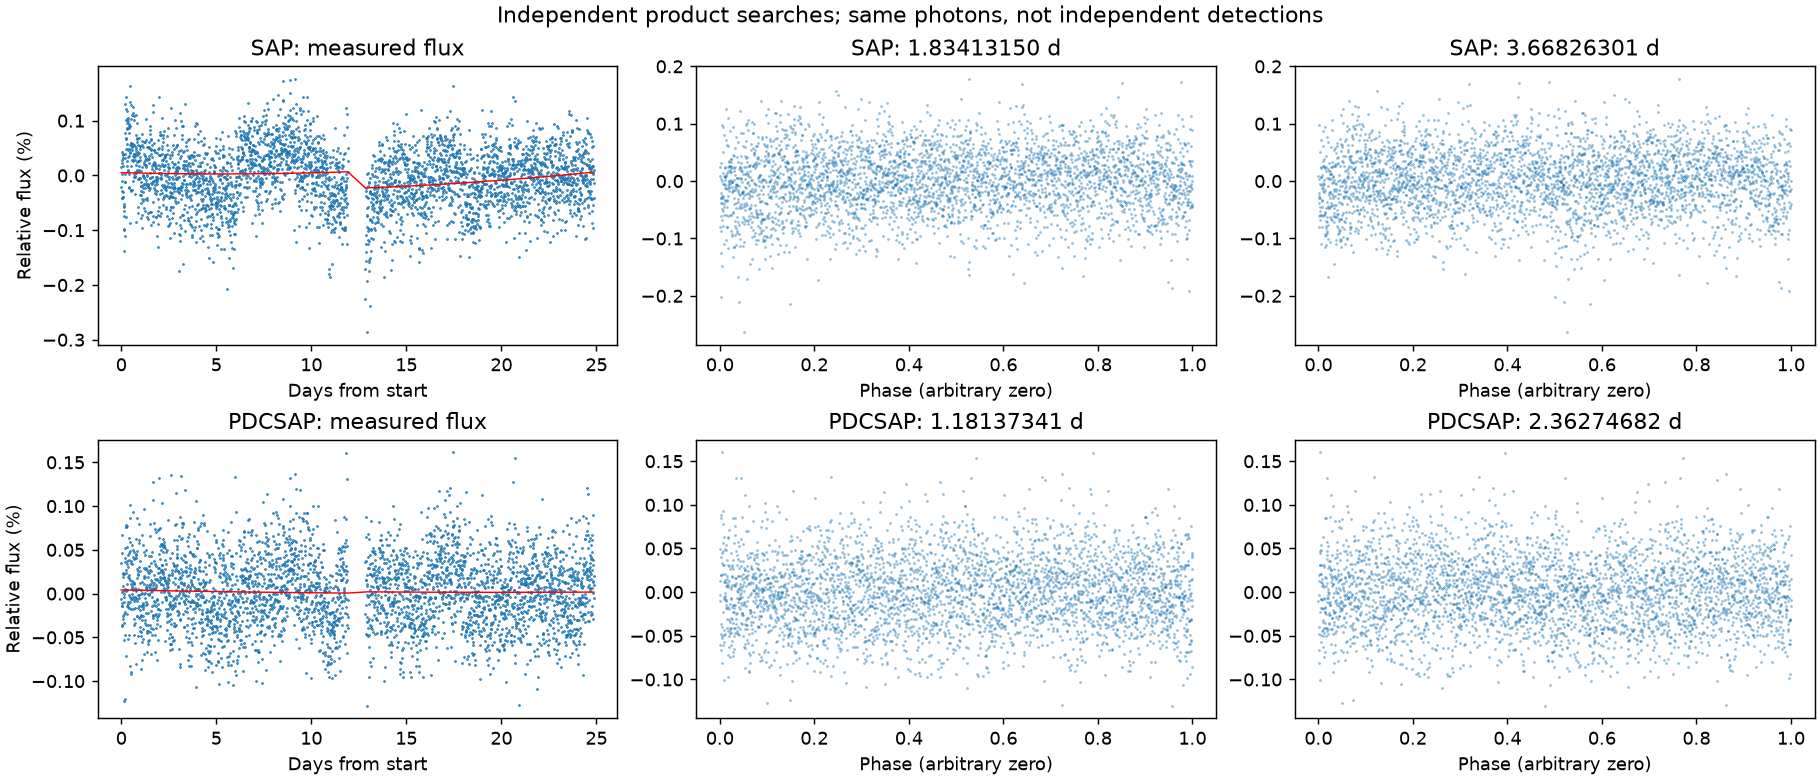 Independent product searches; same photons, not independent detections
SAP: measured flux
SAP: 1.83413150 d
SAP: 3.66826301 d
Relative flux (%)
0.1
0.0
−0.1
−0.2
−0.3
0 5 10 15 20 25
Days from start
0.2
0.1
0.0
−0.1
−0.2
0.0 0.2 0.4 0.6 0.8 1.0
Phase (arbitrary zero)
0.2
0.1
0.0
−0.1
−0.2
0.0 0.2 0.4 0.6 0.8 1.0
Phase (arbitrary zero)
PDCSAP: measured flux
PDCSAP: 1.18137341 d
PDCSAP: 2.36274682 d
Relative flux (%)
0.15
0.10
0.05
0.00
−0.05
−0.10
0 5 10 15 20 25
Days from start
0.15
0.10
0.05
0.00
−0.05
−0.10
0.0 0.2 0.4 0.6 0.8 1.0
Phase (arbitrary zero)
0.15
0.10
0.05
0.00
−0.05
−0.10
0.0 0.2 0.4 0.6 0.8 1.0
Phase (arbitrary zero)